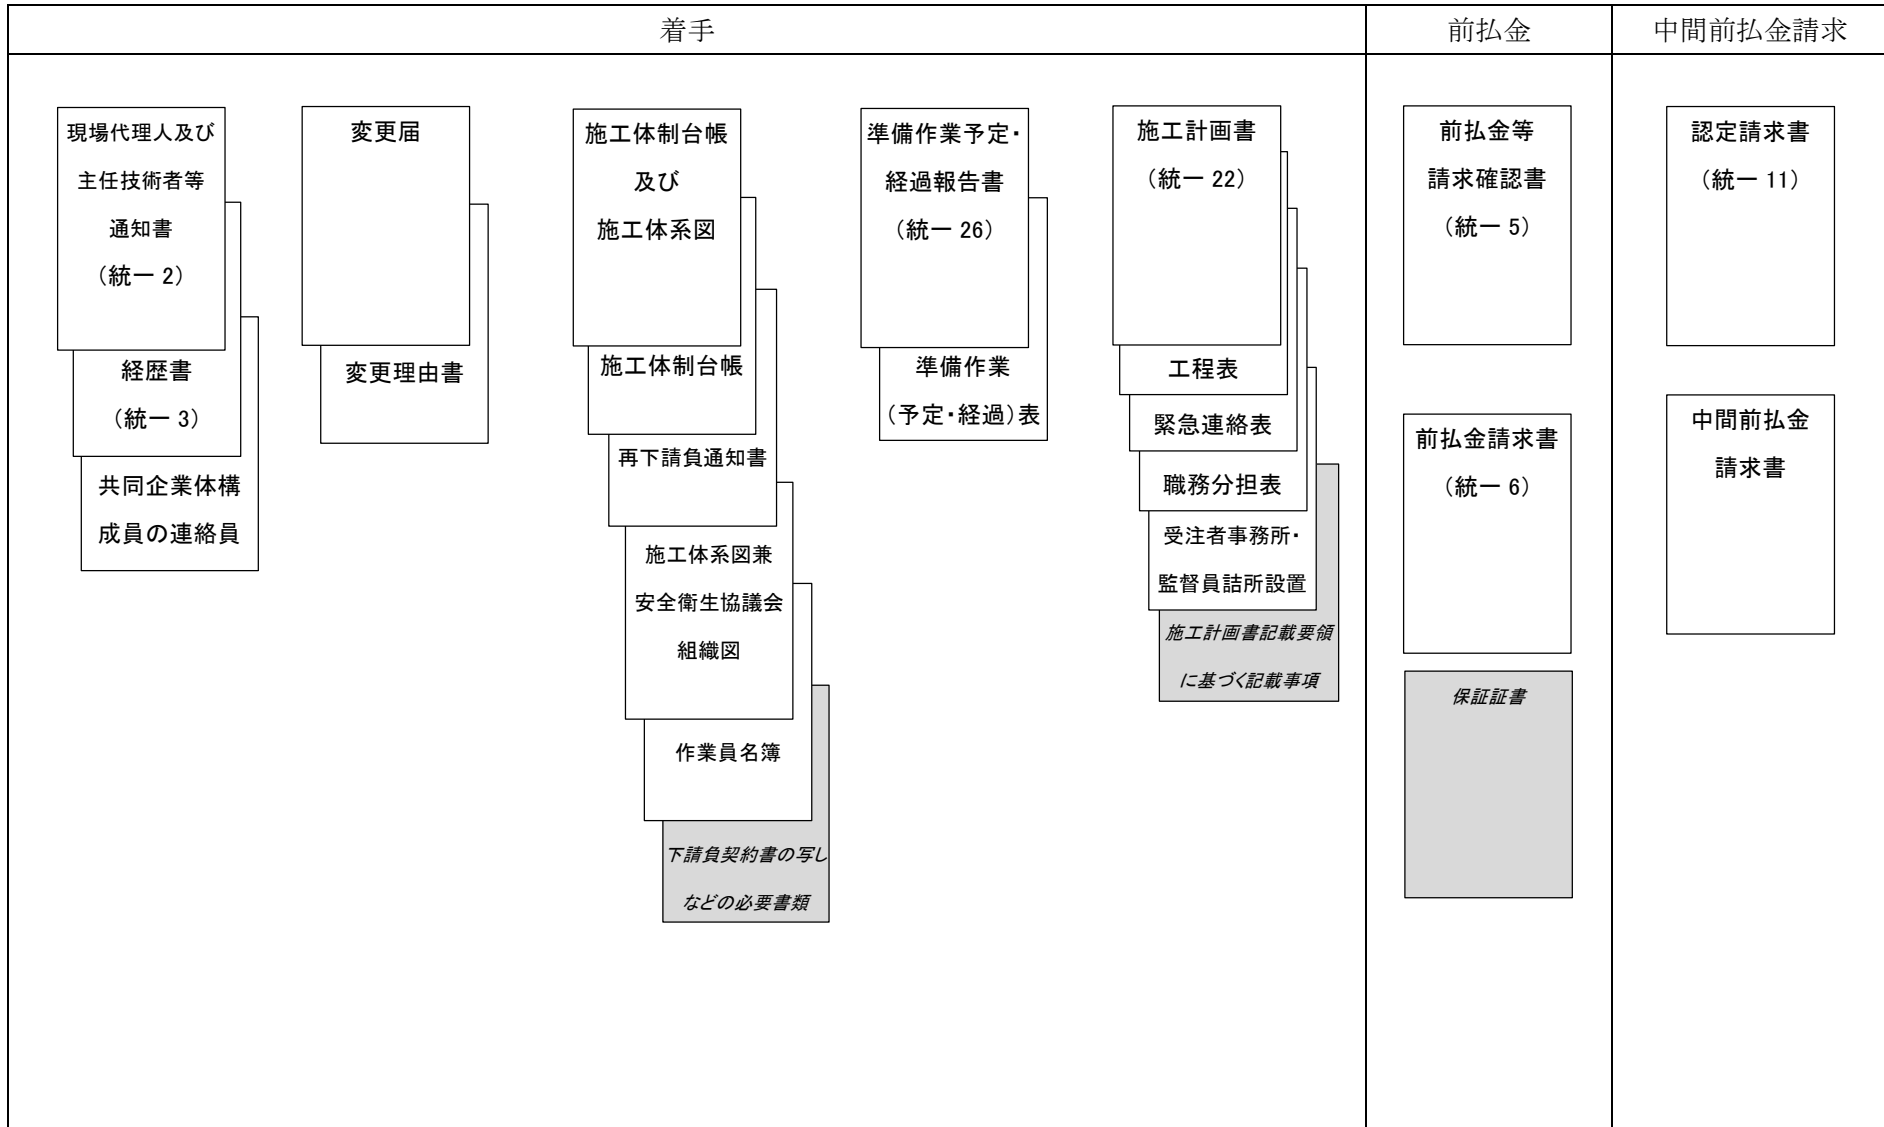 着手
前払金
中間前払金請求
現場代理人及び
主任技術者等
通知書
(統一 2)
経歴書
(統一 3)
共同企業体構
成員の連絡員
変更届
変更理由書
施工体制台帳
及び
施工体系図
施工体制台帳
再下請負通知書
施工体系図兼
安全衛生協議会
組織図
作業員名簿
下請負契約書の写し
などの必要書類
準備作業予定・
経過報告書
(統一 26)
準備作業
(予定・経過)表
施工計画書
(統一 22)
工程表
緊急連絡表
職務分担表
受注者事務所・
監督員詰所設置
施工計画書記載要領
に基づく記載事項
前払金等
請求確認書
(統一 5)
前払金請求書
(統一 6)
保証証書
認定請求書
(統一 11)
中間前払金
請求書